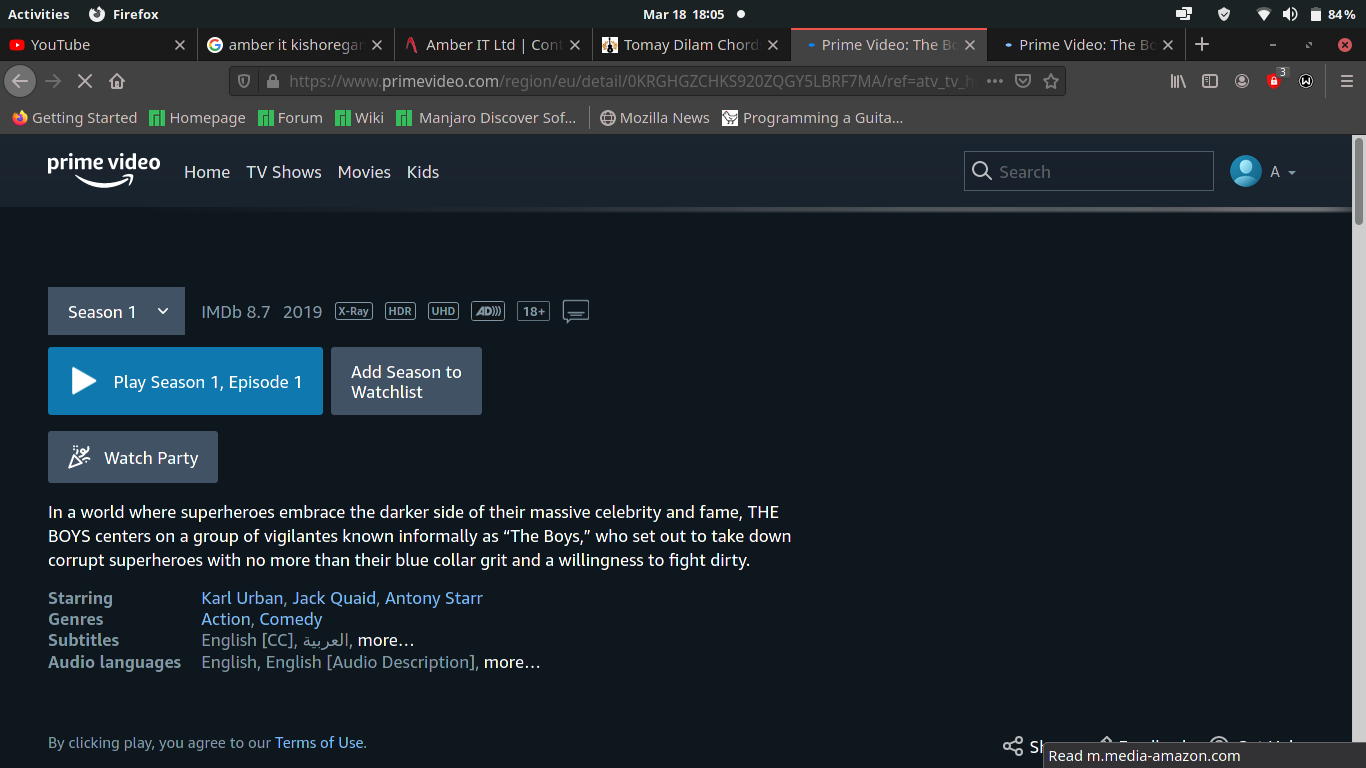 Activities Firefox Mar 18 18:05 84 %
YouTube amber it kishoregan Amber IT Ltd | Cont Tomay Dilam Chord Prime Video: The Bo Prime Video: The Bo
https://www.primevideo.com/region/eu/detail/0KRGHGZCHKS920ZQGY5LBRF7MA/ref=atv_tv_h 3
Getting Started Homepage Forum Wiki Manjaro Discover Sof... Mozilla News Programming a Guita...
prime video Home TV Shows Movies Kids Search A
Season 1 IMDb 8.7 2019 X-Ray HDR UHD AD))) 18+
Play Season 1, Episode 1 Add Season to
Watchlist
Watch Party
In a world where superheroes embrace the darker side of their massive celebrity and fame, THE
BOYS centers on a group of vigilantes known informally as “The Boys,” who set out to take down
corrupt superheroes with no more than their blue collar grit and a willingness to fight dirty.
Starring Karl Urban, Jack Quaid, Antony Starr
Genres Action, Comedy
Subtitles English [CC], العربية, more...
Audio languages English, English [Audio Description], more...
By clicking play, you agree to our Terms of Use.
Read m.media-amazon.com